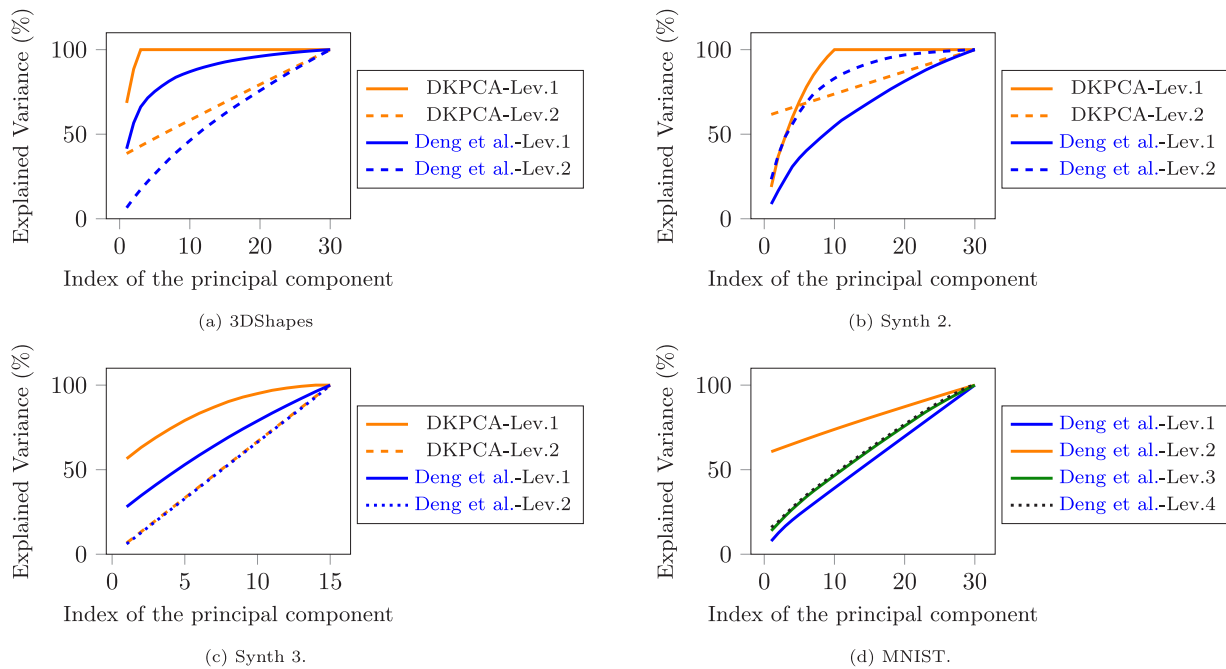 Explained Variance (%)
100
50
0
0 10 20 30
Index of the principal component
DKPCA-Lev.1
DKPCA-Lev.2
Deng et al.-Lev.1
Deng et al.-Lev.2
(a) 3DShapes
Explained Variance (%)
100
50
0
0 10 20 30
Index of the principal component
DKPCA-Lev.1
DKPCA-Lev.2
Deng et al.-Lev.1
Deng et al.-Lev.2
(b) Synth 2.
Explained Variance (%)
100
50
0
0 5 10 15
Index of the principal component
DKPCA-Lev.1
DKPCA-Lev.2
Deng et al.-Lev.1
Deng et al.-Lev.2
(c) Synth 3.
Explained Variance (%)
100
50
0
0 10 20 30
Index of the principal component
Deng et al.-Lev.1
Deng et al.-Lev.2
Deng et al.-Lev.3
Deng et al.-Lev.4
(d) MNIST.